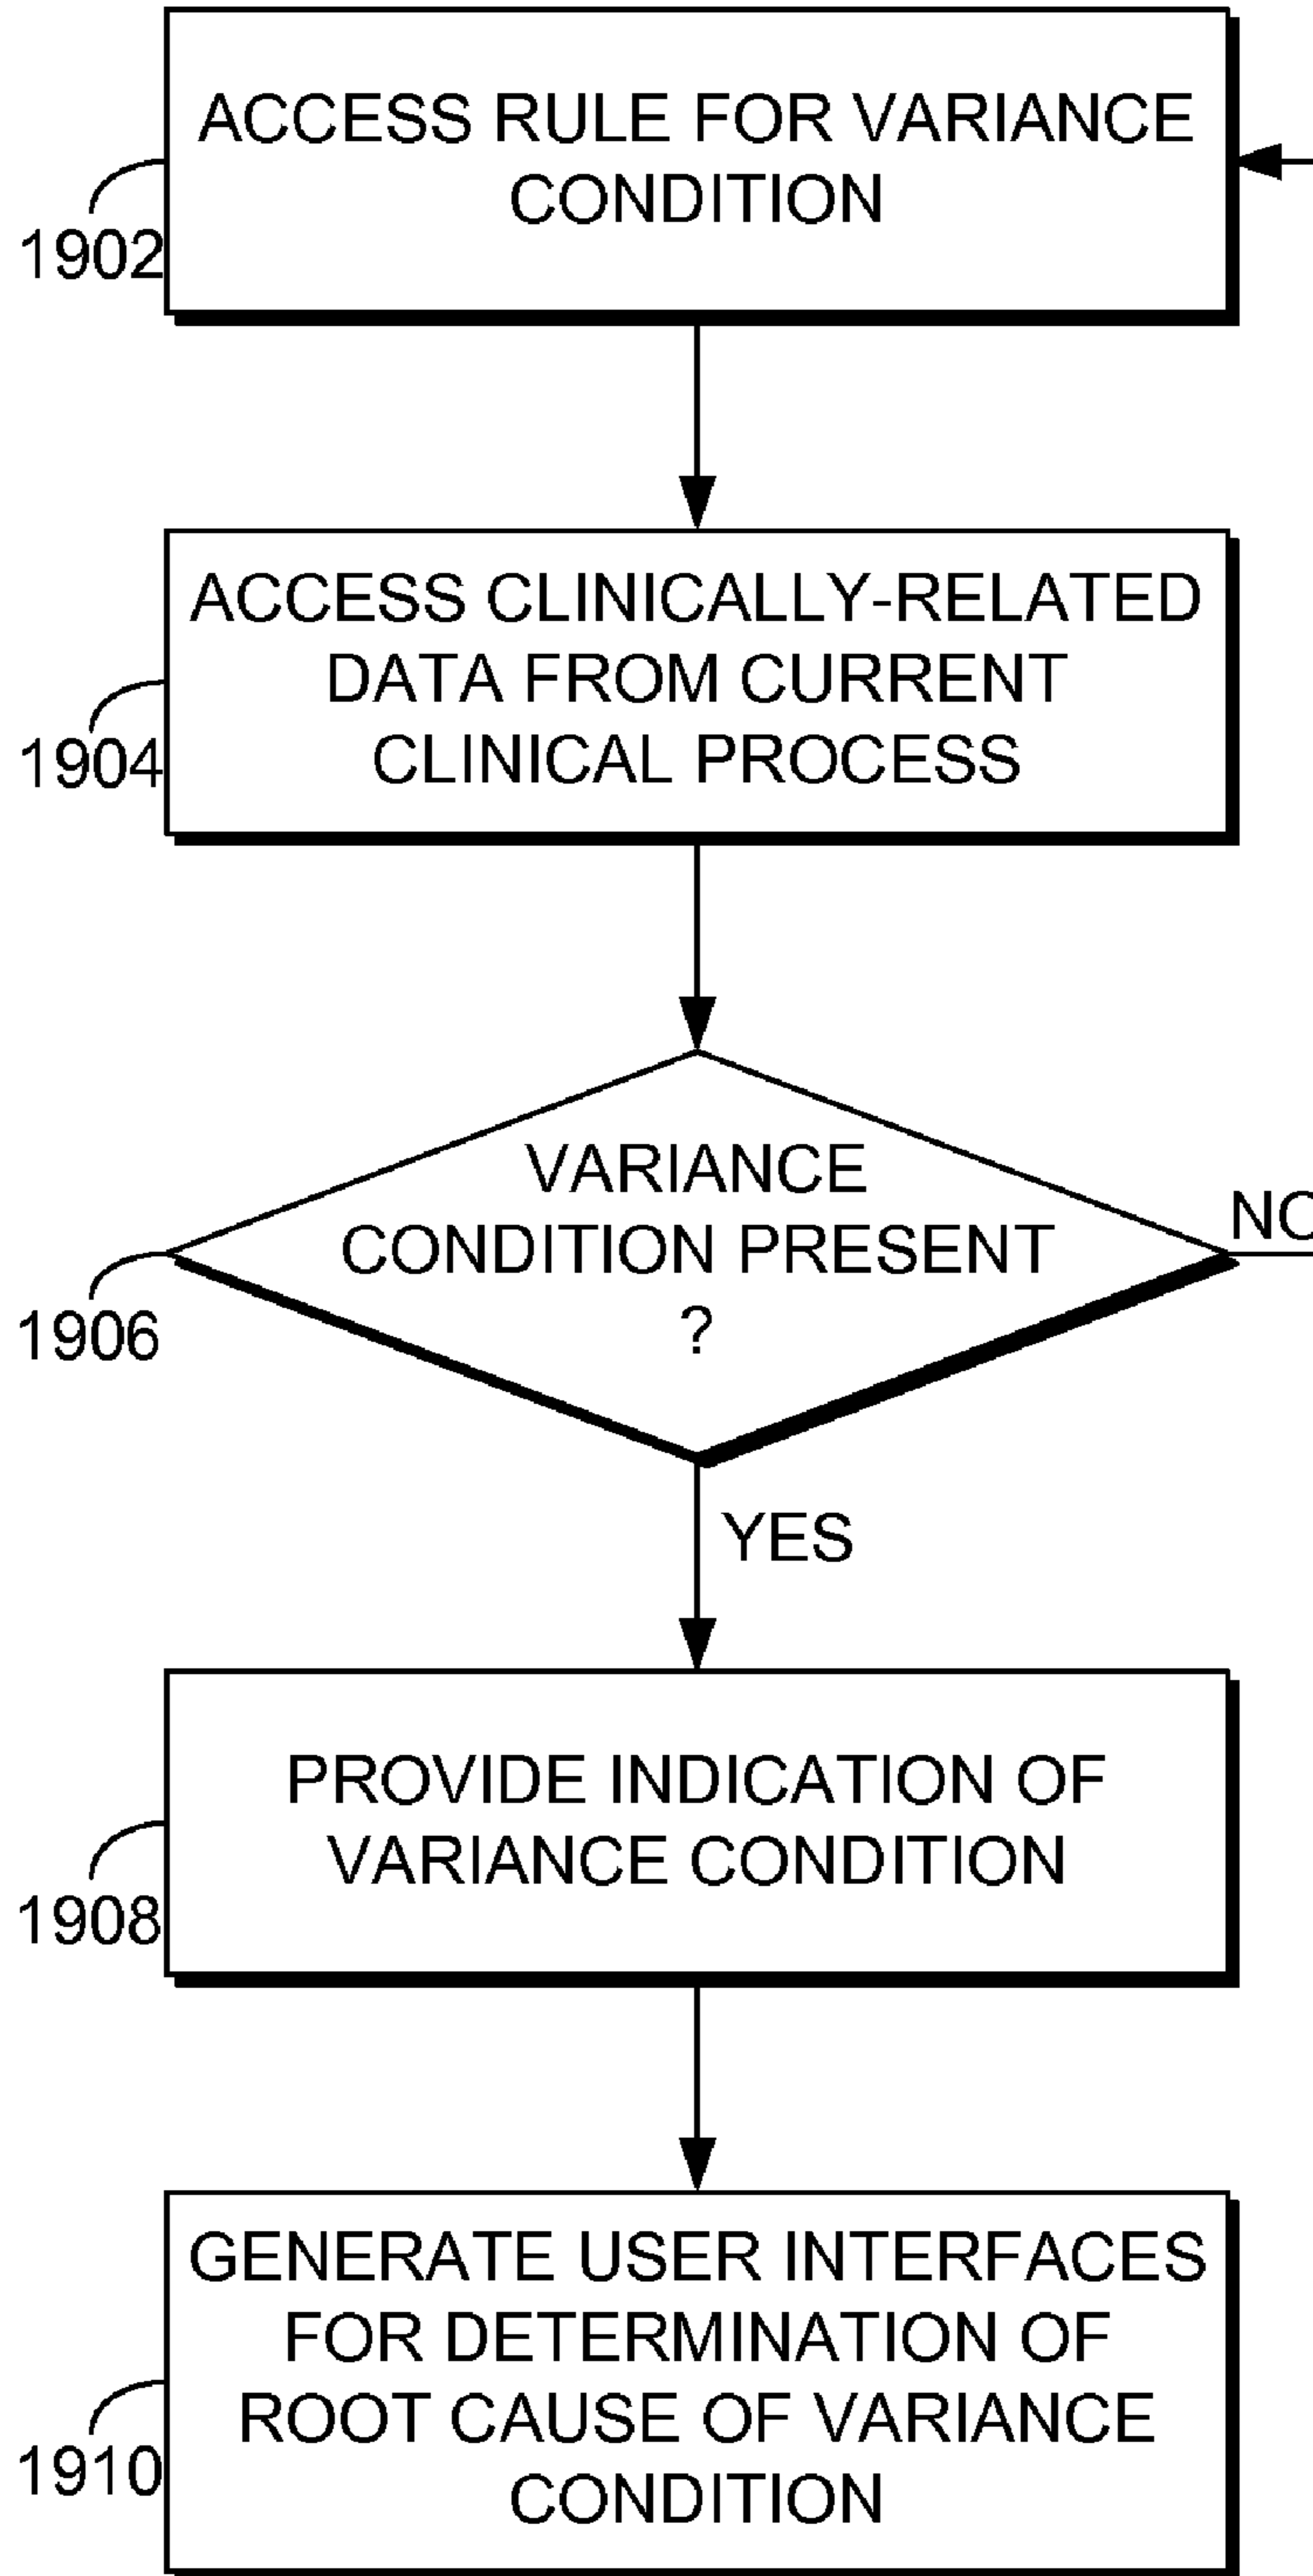 ACCESS RULE FOR VARIANCE
CONDITION
1902
ACCESS CLINICALLY-RELATED
DATA FROM CURRENT
CLINICAL PROCESS
1904
VARIANCE
CONDITION PRESENT
?
NO
1906
YES
PROVIDE INDICATION OF
VARIANCE CONDITION
1908
GENERATE USER INTERFACES
FOR DETERMINATION OF
ROOT CAUSE OF VARIANCE
CONDITION
1910